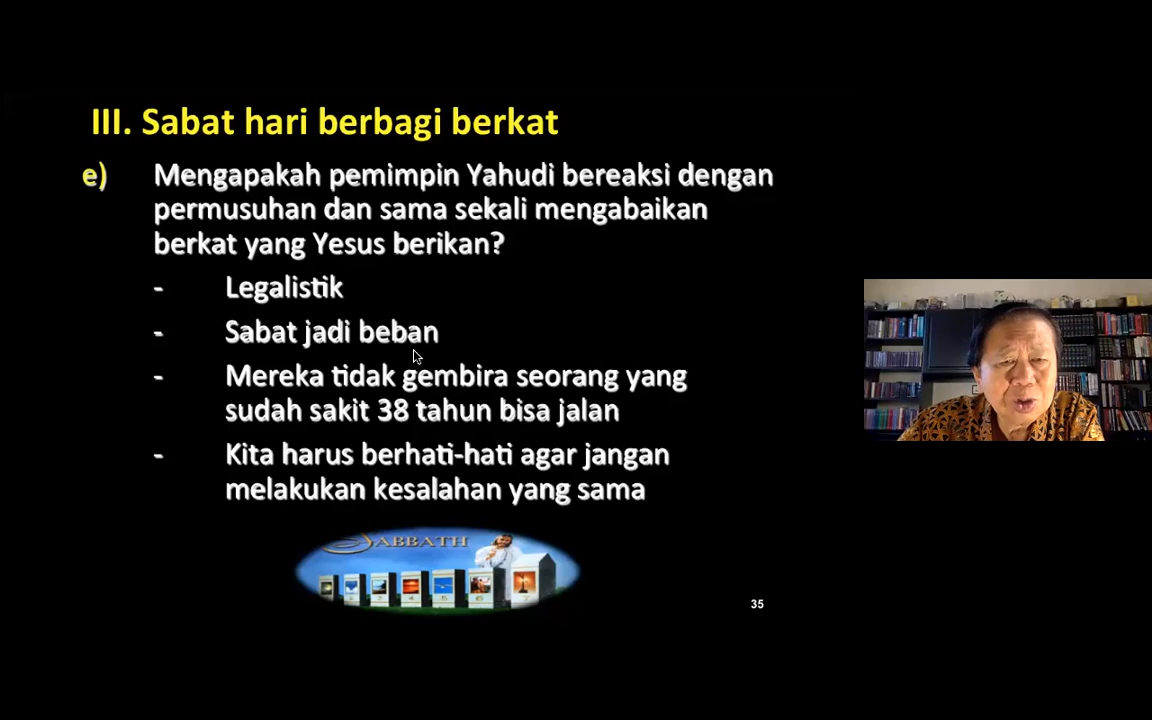 III. Sabat hari berbagi berkat
e) Mengapakah pemimpin Yahudi bereaksi dengan
permusuhan dan sama sekali mengabaikan
berkat yang Yesus berikan?
- Legalistik
- Sabat jadi beban
- Mereka tidak gembira seorang yang
sudah sakit 38 tahun bisa jalan
- Kita harus berhati-hati agar jangan
melakukan kesalahan yang sama
SABBATH
35